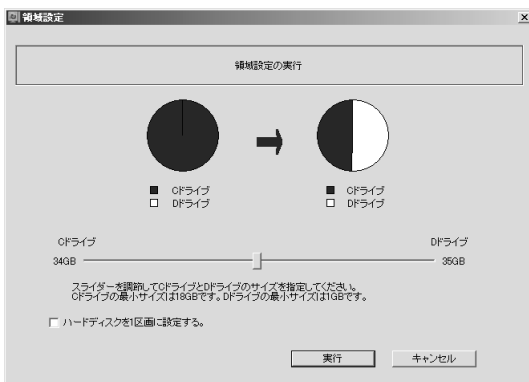 領域設定
領域設定の実行
■ Cドライブ
□ Dドライブ
■ Cドライブ
□ Dドライブ
Cドライブ
Dドライブ
34GB
35GB
スライダーを調節してCドライブとDドライブのサイズを指定してください。
Cドライブの最小サイズは18GBです。Dドライブの最小サイズは1GBです。
ハードディスクを1区画に設定する。
実行
キャンセル